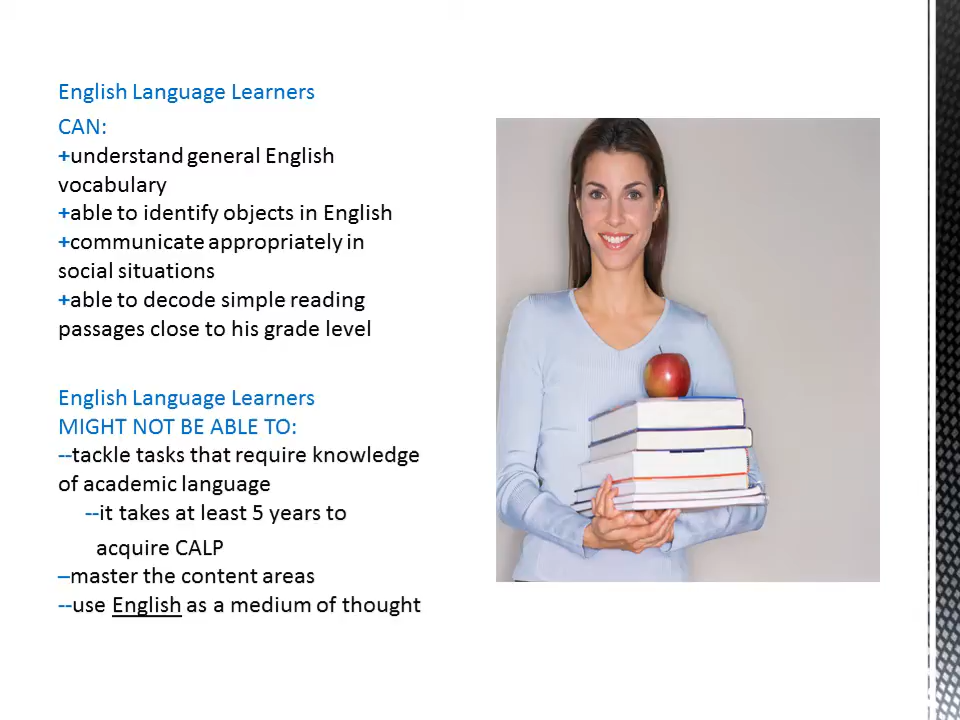 English Language Learners
CAN:
+understand general English
vocabulary
+able to identify objects in English
+communicate appropriately in
social situations
+able to decode simple reading
passages close to his grade level
English Language Learners
MIGHT NOT BE ABLE TO:
--tackle tasks that require knowledge
of academic language
--it takes at least 5 years to
acquire CALP
–master the content areas
--use English as a medium of thought